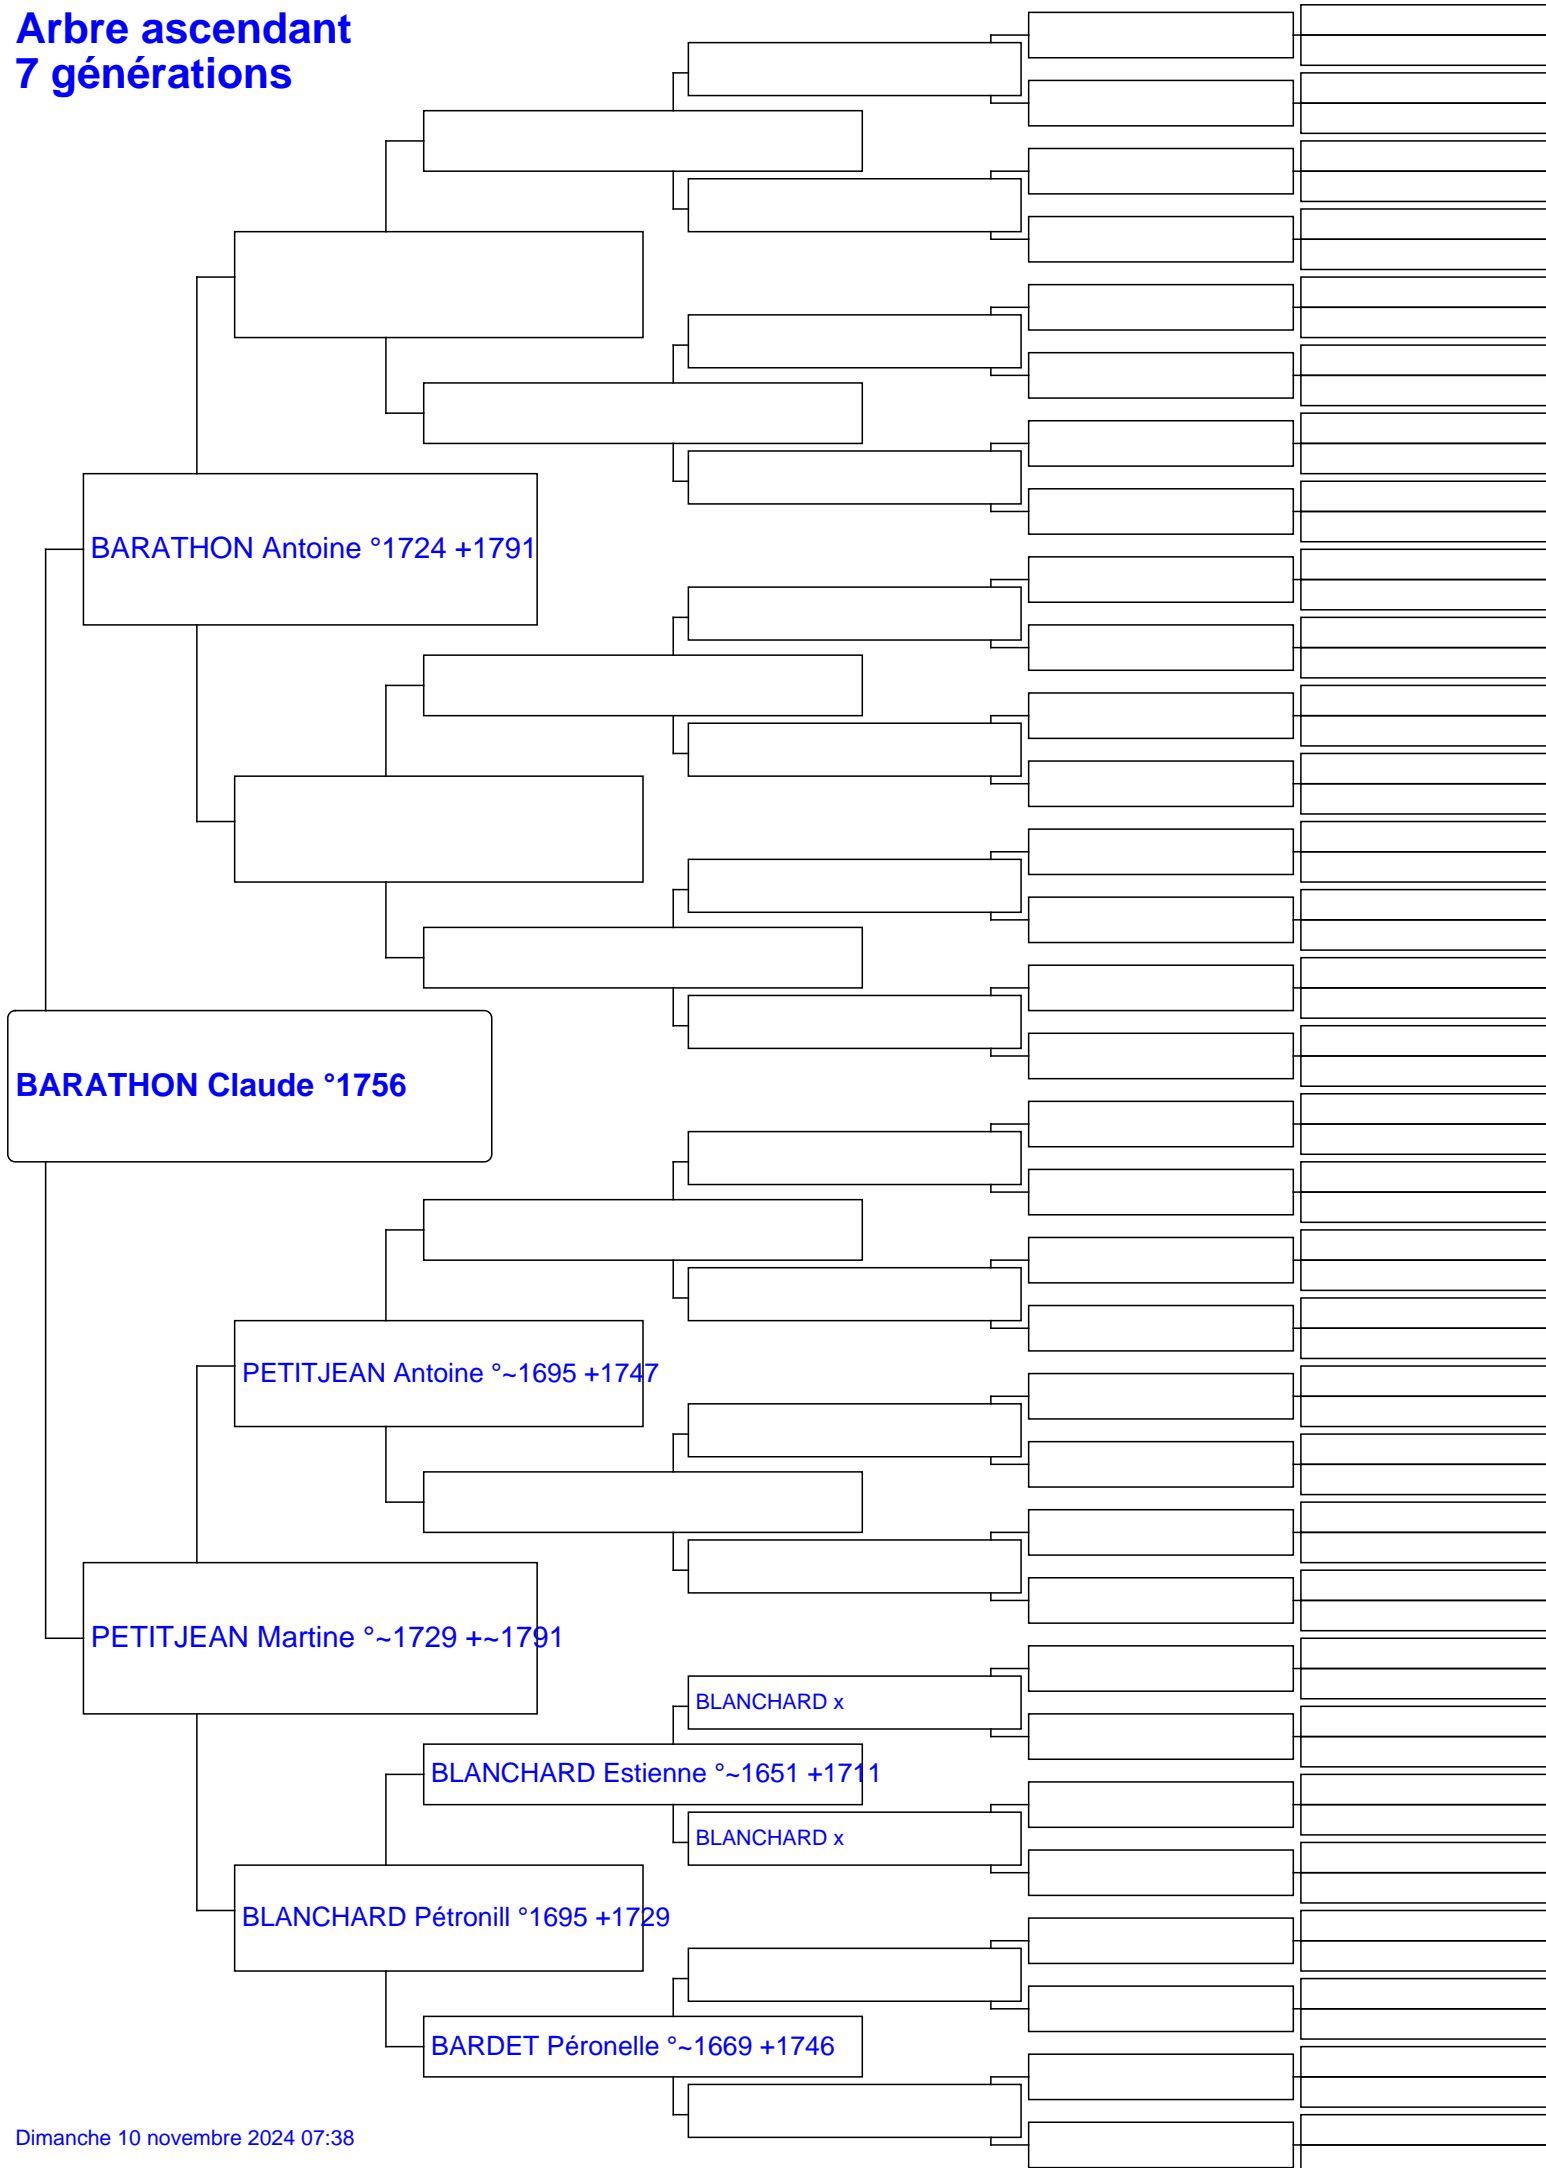 Arbre ascendant
7 générations
BARATHON Antoine °1724 +1791
BARATHON Claude °1756
PETITJEAN Antoine °~1695 +1747
PETITJEAN Martine °~1729 +~1791
BLANCHARD x
BLANCHARD Estienne °~1651 +1711
BLANCHARD x
BLANCHARD Pétronill °1695 +1729
BARDET Péronelle °~1669 +1746
Dimanche 10 novembre 2024 07:38